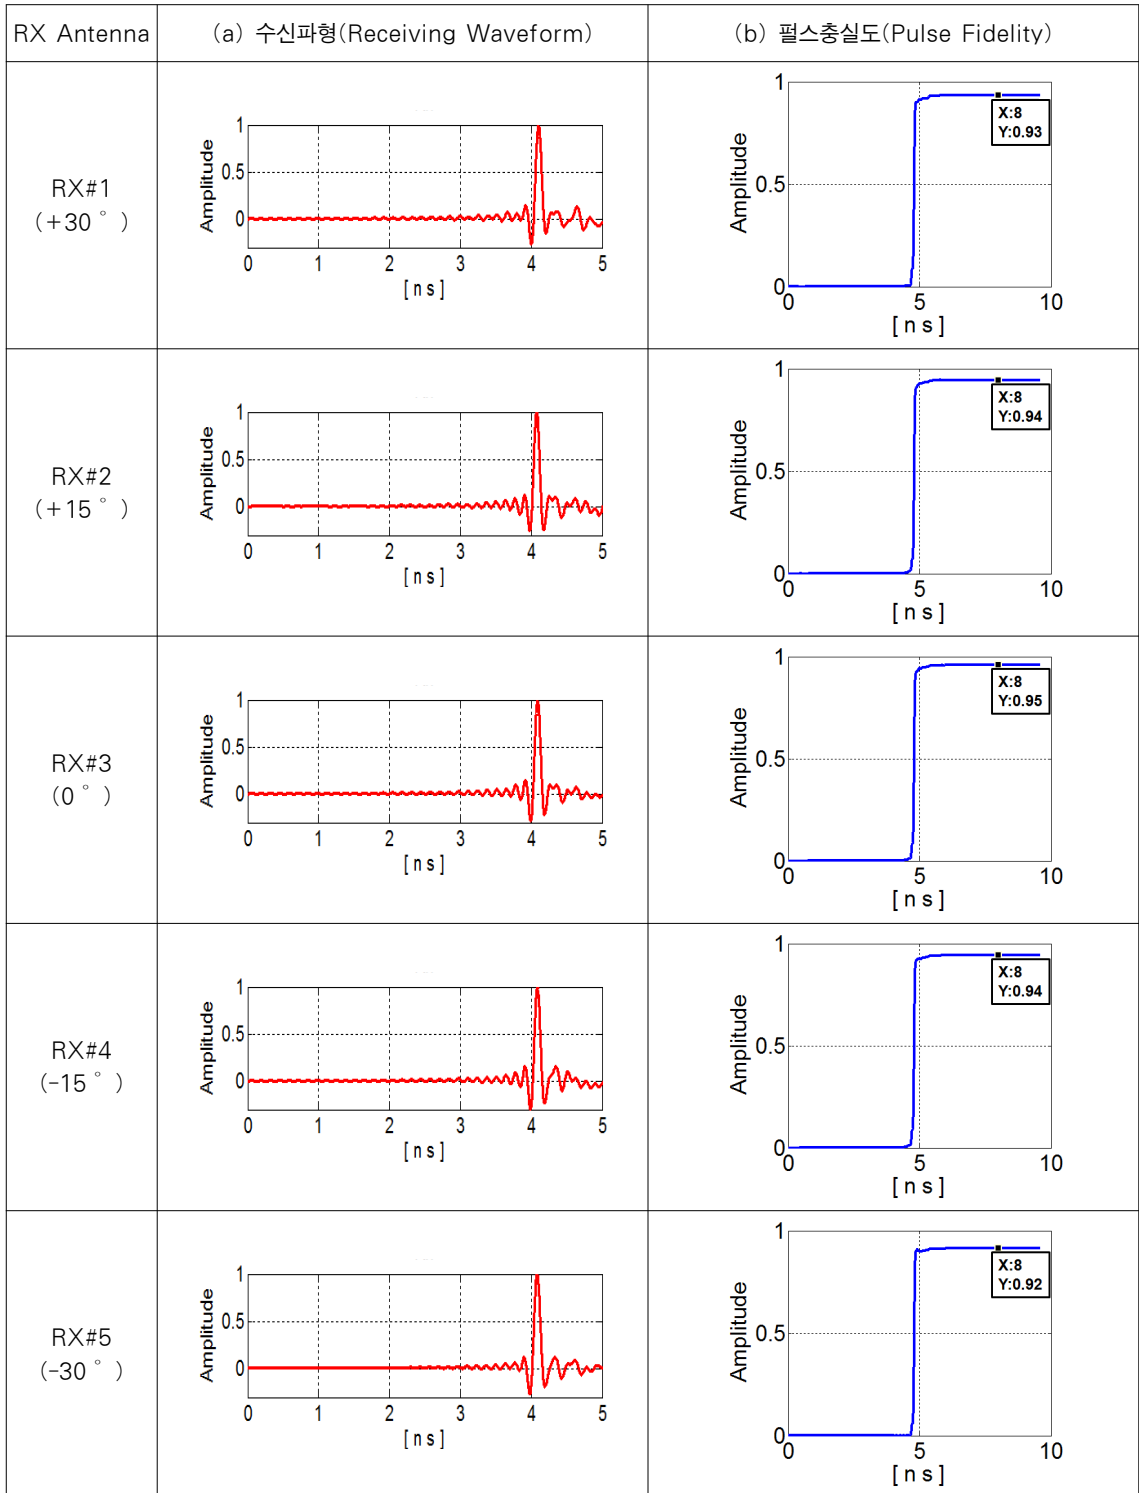 RX Antenna
(a) 수신파형(Receiving Waveform)
(b) 펄스충실도(Pulse Fidelity)
RX#1
(+30°)
Amplitude
1
0.5
0
0 1 2 3 4 5
[ns]
Amplitude
1
0.5
0
X:8
Y:0.93
0 5 10
[ns]
RX#2
(+15°)
Amplitude
1
0.5
0
0 1 2 3 4 5
[ns]
Amplitude
1
0.5
0
X:8
Y:0.94
0 5 10
[ns]
RX#3
(0°)
Amplitude
1
0.5
0
0 1 2 3 4 5
[ns]
Amplitude
1
0.5
0
X:8
Y:0.95
0 5 10
[ns]
RX#4
(-15°)
Amplitude
1
0.5
0
0 1 2 3 4 5
[ns]
Amplitude
1
0.5
0
X:8
Y:0.94
0 5 10
[ns]
RX#5
(-30°)
Amplitude
1
0.5
0
0 1 2 3 4 5
[ns]
Amplitude
1
0.5
0
X:8
Y:0.92
0 5 10
[ns]